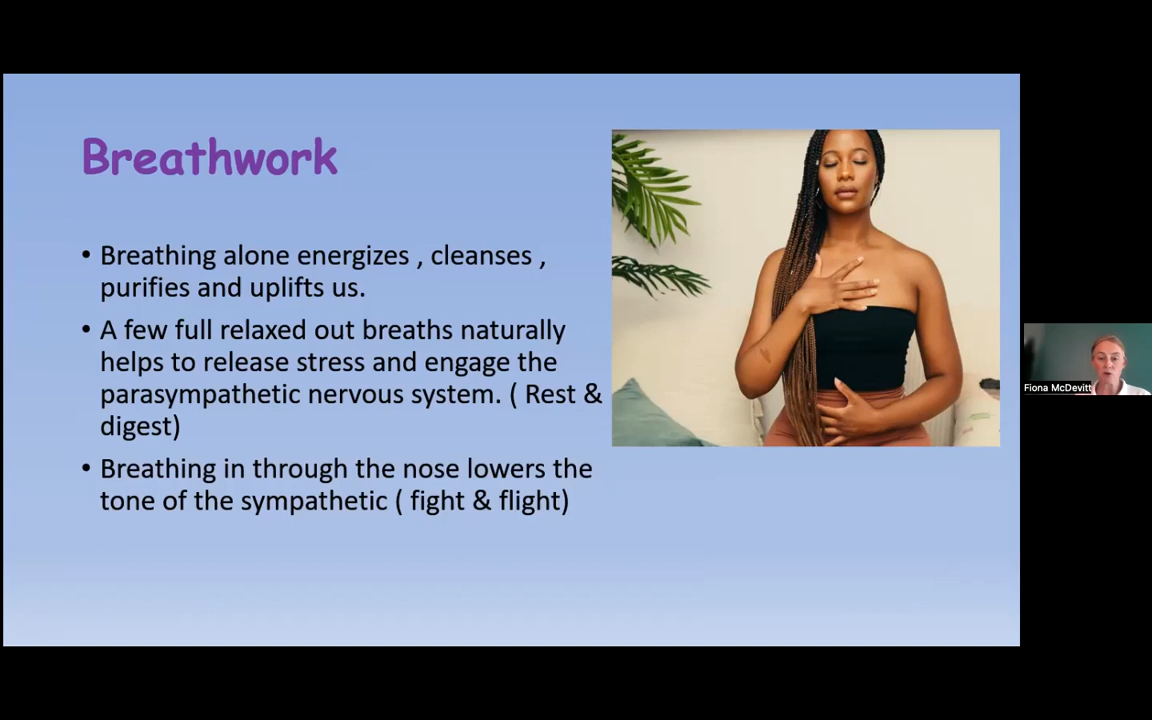 Breathwork
• Breathing alone energizes , cleanses ,
purifies and uplifts us.
• A few full relaxed out breaths naturally
helps to release stress and engage the
parasympathetic nervous system. ( Rest &
digest)
• Breathing in through the nose lowers the
tone of the sympathetic ( fight & flight)
Fiona McDevitt